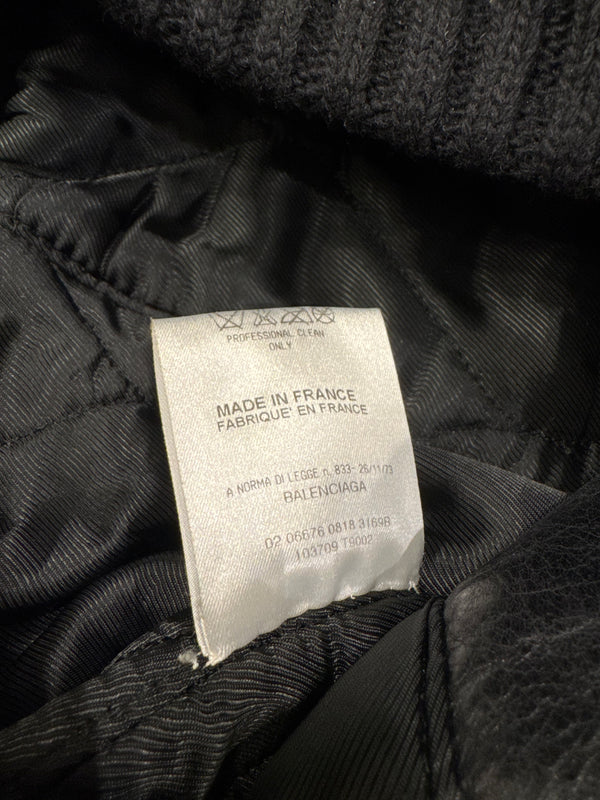 PROFESSIONAL CLEAN
ONLY
MADE IN FRANCE
FABRIQUE' EN FRANCE
A NORMA DI LEGGE n. 833- 26/11/73
BALENCIAGA
02 06676 0818 3169B
103709 T9002